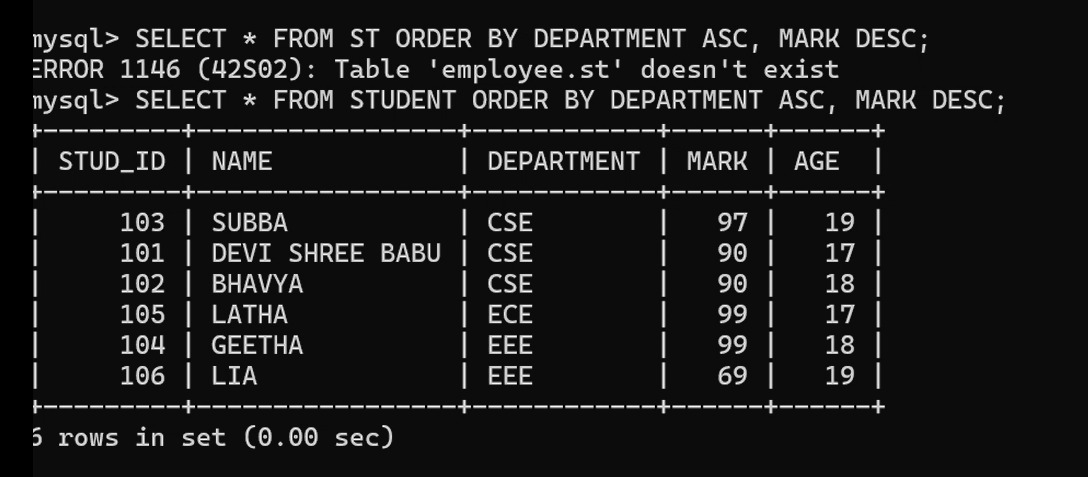 mysql> SELECT * FROM ST ORDER BY DEPARTMENT ASC, MARK DESC;
ERROR 1146 (42S02): Table 'employee.st' doesn't exist
mysql> SELECT * FROM STUDENT ORDER BY DEPARTMENT ASC, MARK DESC;
+---------+-----------------+------------+------+------+
| STUD_ID | NAME            | DEPARTMENT | MARK | AGE  |
+---------+-----------------+------------+------+------+
|     103 | SUBBA           | CSE        |   97 |   19 |
|     101 | DEVI SHREE BABU | CSE        |   90 |   17 |
|     102 | BHAVYA          | CSE        |   90 |   18 |
|     105 | LATHA           | ECE        |   99 |   17 |
|     104 | GEETHA          | EEE        |   99 |   18 |
|     106 | LIA             | EEE        |   69 |   19 |
+---------+-----------------+------------+------+------+
6 rows in set (0.00 sec)